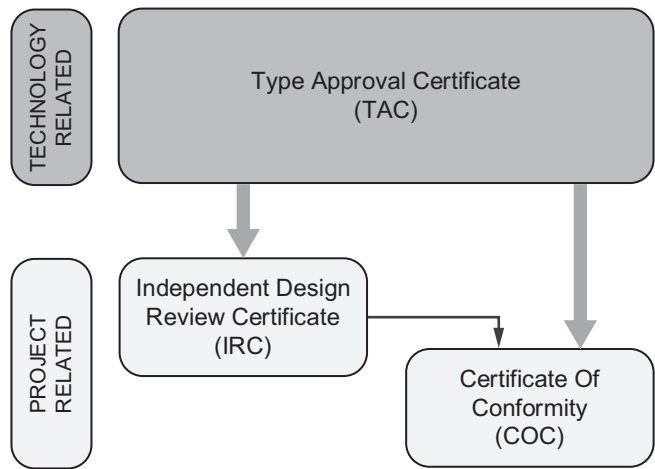 TECHNOLOGY
RELATED
Type Approval Certificate
(TAC)
PROJECT
RELATED
Independent Design
Review Certificate
(IRC)
Certificate Of
Conformity
(COC)